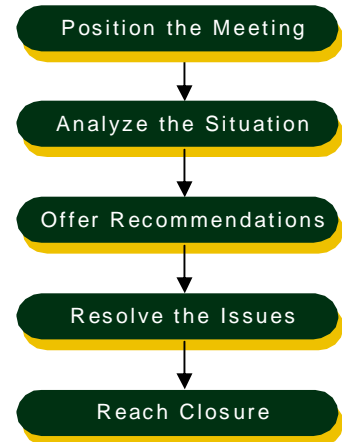 Position the Meeting
Analyze the Situation
Offer Recommendations
Resolve the Issues
Reach Closure